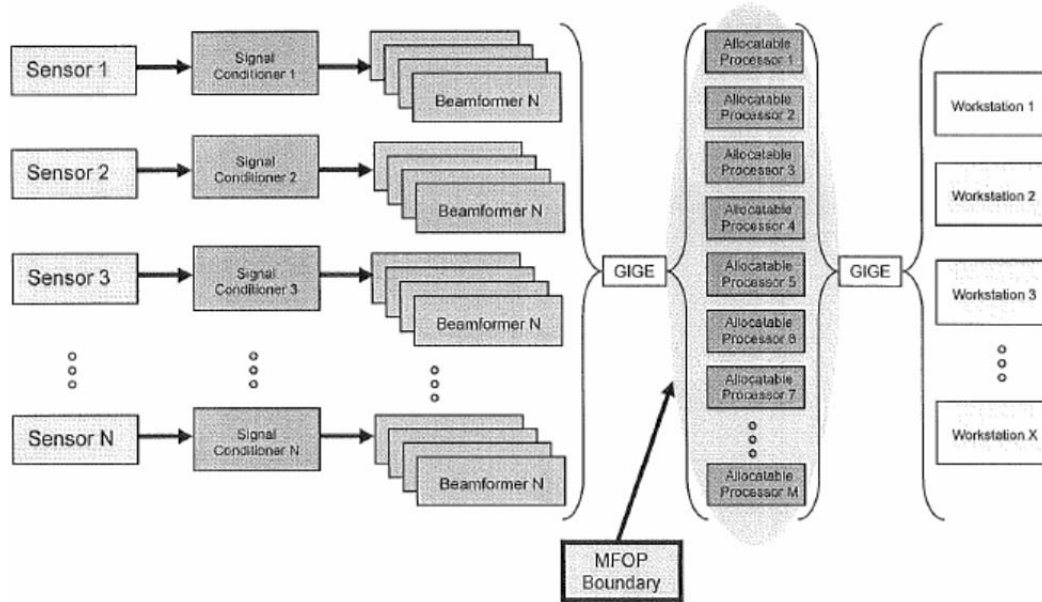 Sensor 1
Signal
Conditioner 1
Beamformer N
Sensor 2
Signal
Conditioner 2
Beamformer N
Sensor 3
Signal
Conditioner 3
Beamformer N
Sensor N
Signal
Conditioner N
Beamformer N
GIGE
Allocatable
Processor 1
Allocatable
Processor 2
Allocatable
Processor 3
Allocatable
Processor 4
Allocatable
Processor 5
Allocatable
Processor 6
Allocatable
Processor 7
Allocatable
Processor M
GIGE
Workstation 1
Workstation 2
Workstation 3
Workstation X
MFOP
Boundary